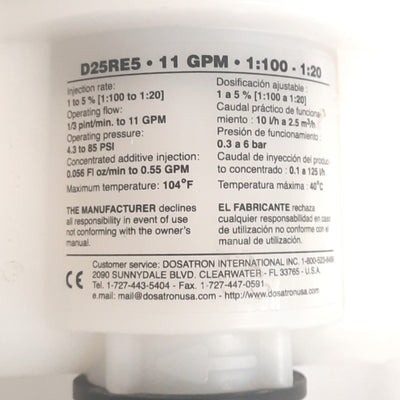 D25RE5 • 11 GPM • 1:100 - 1:20
Injection rate:
1 to 5 % [1:100 to 1:20]
Operating flow:
1/3 pint/min. to 11 GPM
Operating pressure:
4.3 to 85 PSI
Concentrated additive injection:
0.056 Fl oz/min to 0.55 GPM
Maximum temperature: 104°F
THE MANUFACTURER declines
all responsibility in event of use
not conforming with the owner's
manual.
Dosificación ajustable :
1 a 5 % [1:100 a 1:20]
Caudal práctico de funciona-
miento : 10 l/h a 2.5 m³/h
Presión de funcionamiento :
0.3 a 6 bar
Caudal de inyección del producto
to concentrado : 0.1 a 125 l/h
Temperatura máxima : 40°C
EL FABRICANTE rechaza
cualquier responsabilidad en caso
de utilización no conforme con el
manual de utilización.
CE
Customer service: DOSATRON INTERNATIONAL INC. 1-800-523-8499
2090 SUNNYDALE BLVD. CLEARWATER - FL 33765 - U.S.A.
Tel. 1-727-443-5404 - Fax. 1-727-447-0591
e.mail: mail@dosatronusa.com - http://www.dosatronusa.com